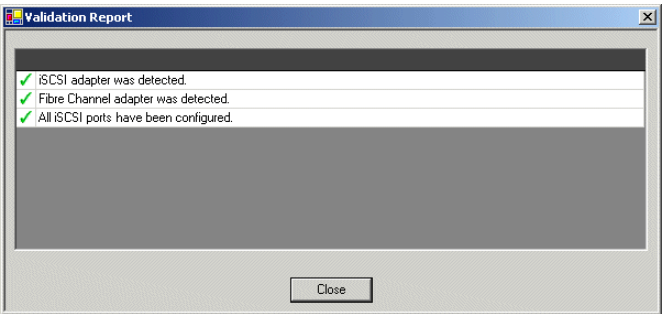 Validation Report
iSCSI adapter was detected.
Fibre Channel adapter was detected.
All iSCSI ports have been configured.
Close